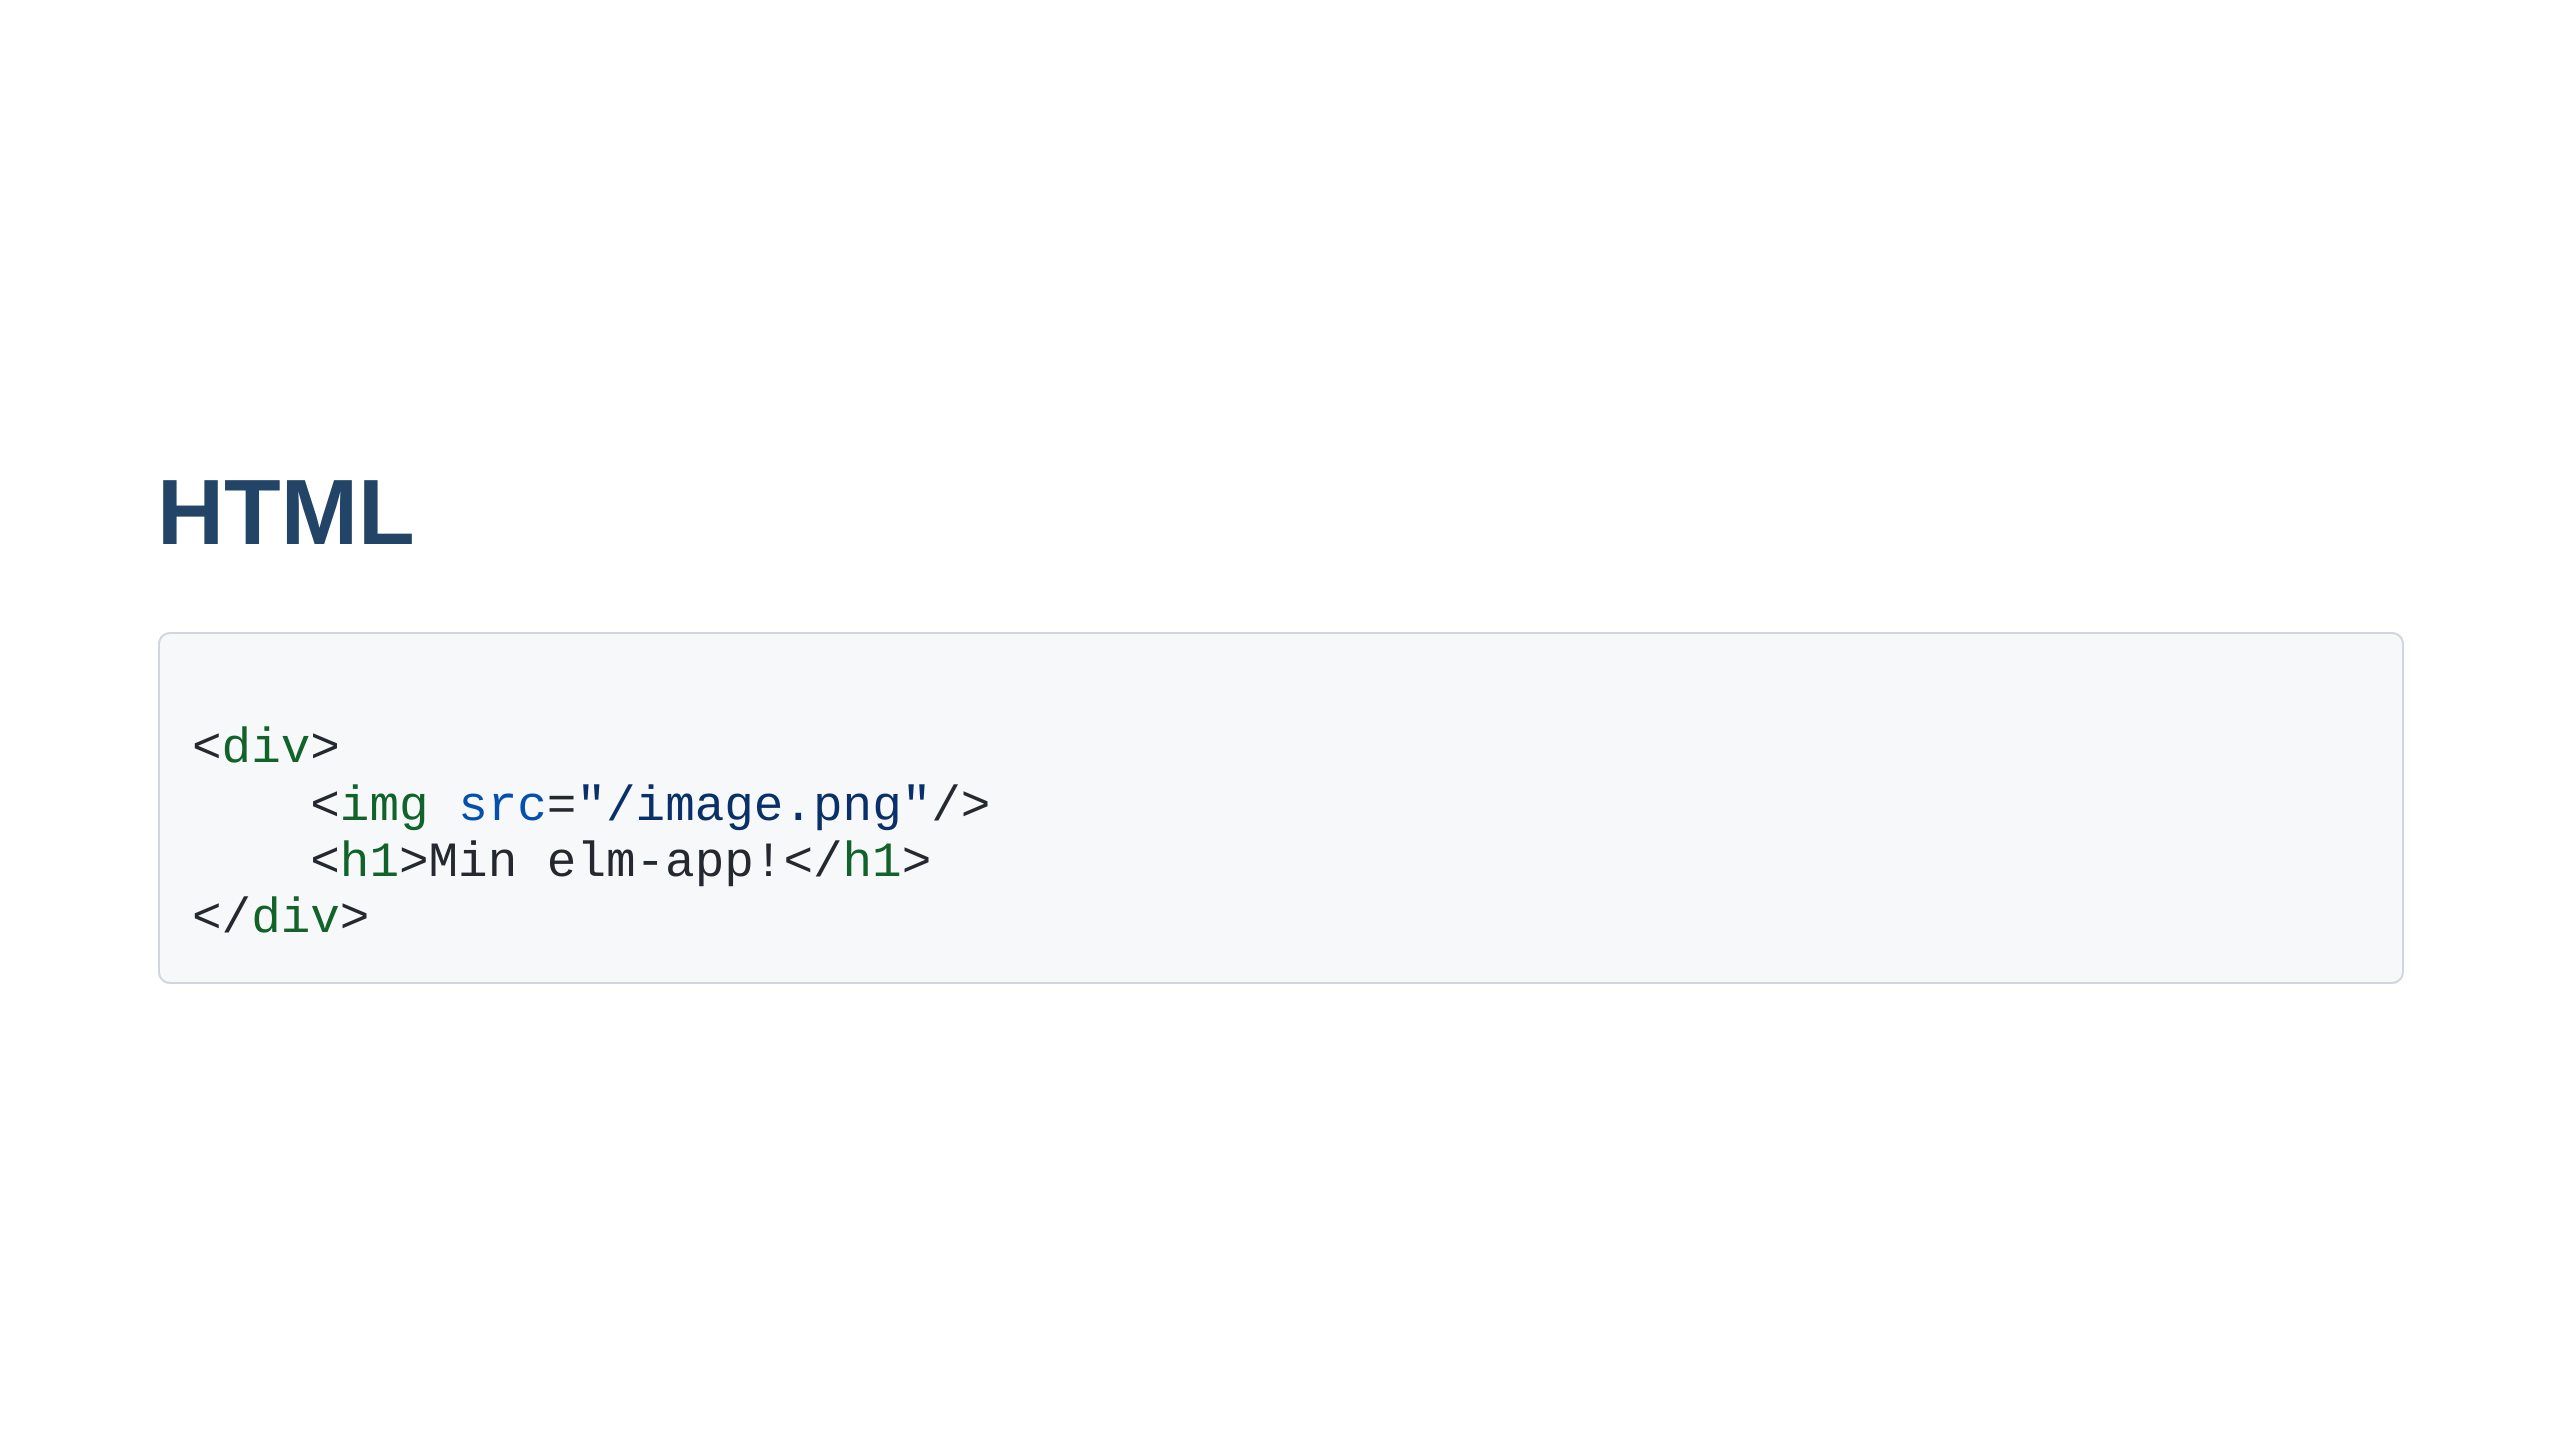 HTML
<div>
    <img src="/image.png"/>
    <h1>Min elm-app!</h1>
</div>